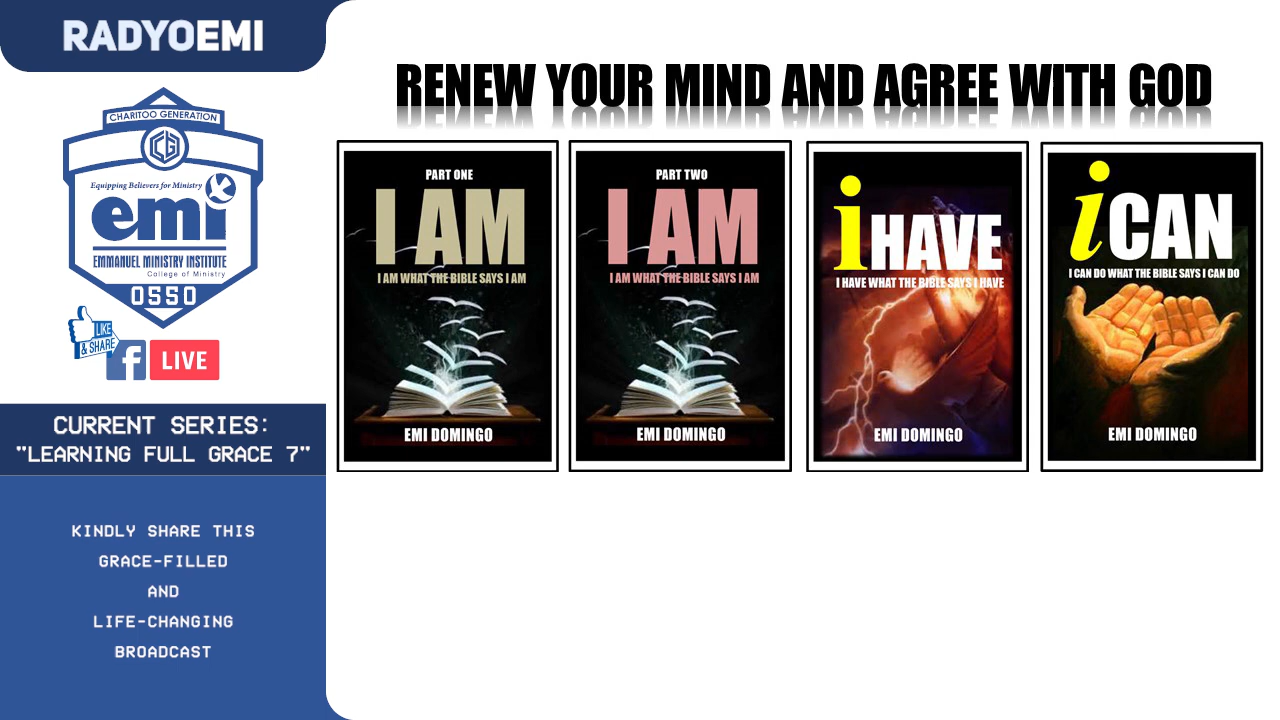 RADYOEMI
CHARITOO GENERATION
CG
Equipping Believers for Ministry
emi
EMMANUEL MINISTRY INSTITUTE
College of Ministry
0550
LIKE
& SHARE
f
LIVE
CURRENT SERIES:
"LEARNING FULL GRACE 7"
KINDLY SHARE THIS
GRACE-FILLED
AND
LIFE-CHANGING
BROADCAST
RENEW YOUR MIND AND AGREE WITH GOD
PART ONE
I AM
I AM WHAT THE BIBLE SAYS I AM
EMI DOMINGO
PART TWO
I AM
I AM WHAT THE BIBLE SAYS I AM
EMI DOMINGO
i HAVE
I HAVE WHAT THE BIBLE SAYS I HAVE
EMI DOMINGO
i CAN
I CAN DO WHAT THE BIBLE SAYS I CAN DO
EMI DOMINGO